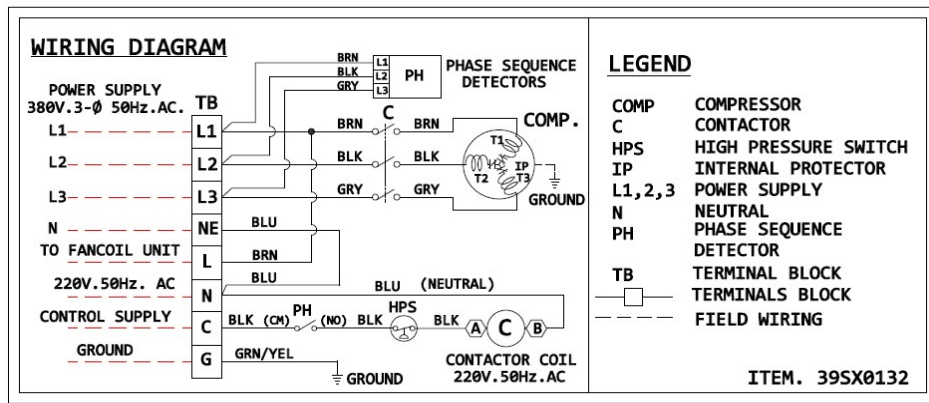 WIRING DIAGRAM
POWER SUPPLY
380V.3-Ø 50Hz.AC.
TB
L1
L2
L3
N
TO FANCOIL UNIT
220V.50Hz. AC
CONTROL SUPPLY
GROUND
L1
L2
L3
NE
L
N
C
G
BRN
BLK
GRY
L1
L2
L3
PH
PHASE SEQUENCE
DETECTORS
C
BRN
BRN
COMP.
BLK
BLK
GRY
GRY
T1
T2
IP
T3
GROUND
BLU
BRN
BLU
BLU (NEUTRAL)
BLK (CM)
PH
(NO)
BLK
HPS
BLK
A
C
B
CONTACTOR COIL
220V.50Hz.AC
GRN/YEL
GROUND
LEGEND
COMP COMPRESSOR
C CONTACTOR
HPS HIGH PRESSURE SWITCH
IP INTERNAL PROTECTOR
L1,2,3 POWER SUPPLY
N NEUTRAL
PH PHASE SEQUENCE
DETECTOR
TB TERMINAL BLOCK
TERMINALS BLOCK
FIELD WIRING
ITEM. 39SX0132